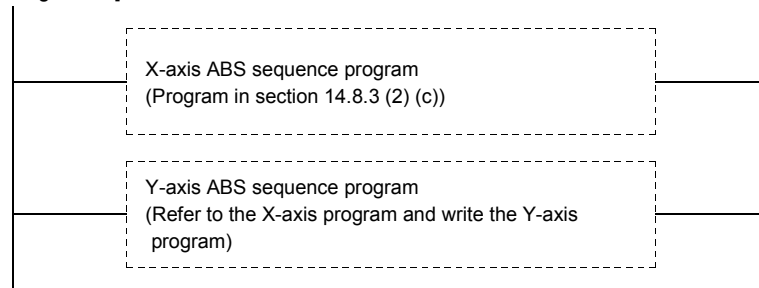 X-axis ABS sequence program
(Program in section 14.8.3 (2) (c))
Y-axis ABS sequence program
(Refer to the X-axis program and write the Y-axis
program)